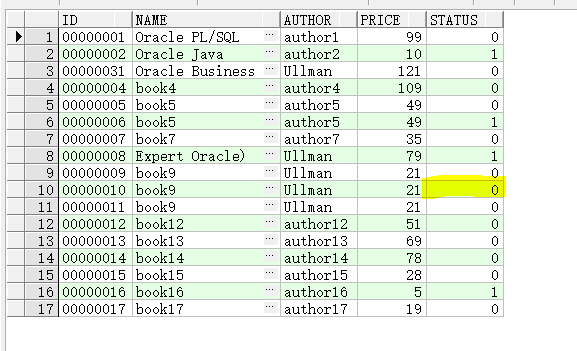 ID NAME AUTHOR PRICE STATUS
1 00000001 Oracle PL/SQL ... author1 99 0
2 00000002 Oracle Java ... author2 10 1
3 00000031 Oracle Business ... Ullman 121 0
4 00000004 book4 ... author4 109 0
5 00000005 book5 ... author5 49 0
6 00000006 book5 ... author5 49 1
7 00000007 book7 ... author7 35 0
8 00000008 Expert Oracle) ... Ullman 79 1
9 00000009 book9 ... Ullman 21 0
10 00000010 book9 ... Ullman 21 0
11 00000011 book9 ... Ullman 21 0
12 00000012 book12 ... author12 51 0
13 00000013 book13 ... author13 69 0
14 00000014 book14 ... author14 78 0
15 00000015 book15 ... author15 28 0
16 00000016 book16 ... author16 5 1
17 00000017 book17 ... author17 19 0